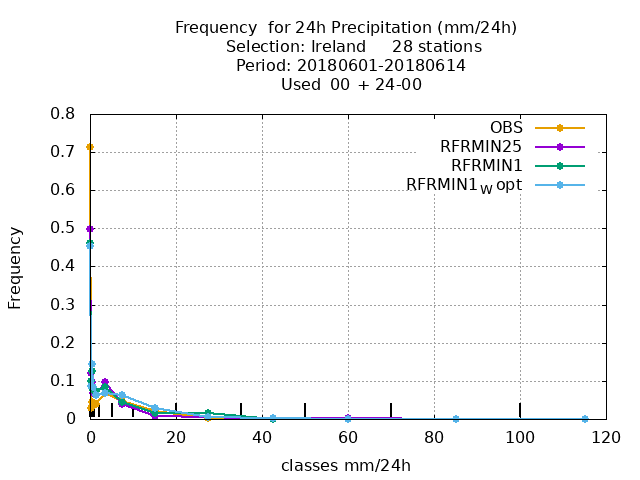 Frequency  for 24h Precipitation (mm/24h)
Selection: Ireland     28 stations
Period: 20180601-20180614
Used  00 + 24-00
OBS
RFRMIN25
RFRMIN1
RFRMIN1w opt
Frequency
0.8
0.7
0.6
0.5
0.4
0.3
0.2
0.1
0
0 20 40 60 80 100 120
classes mm/24h